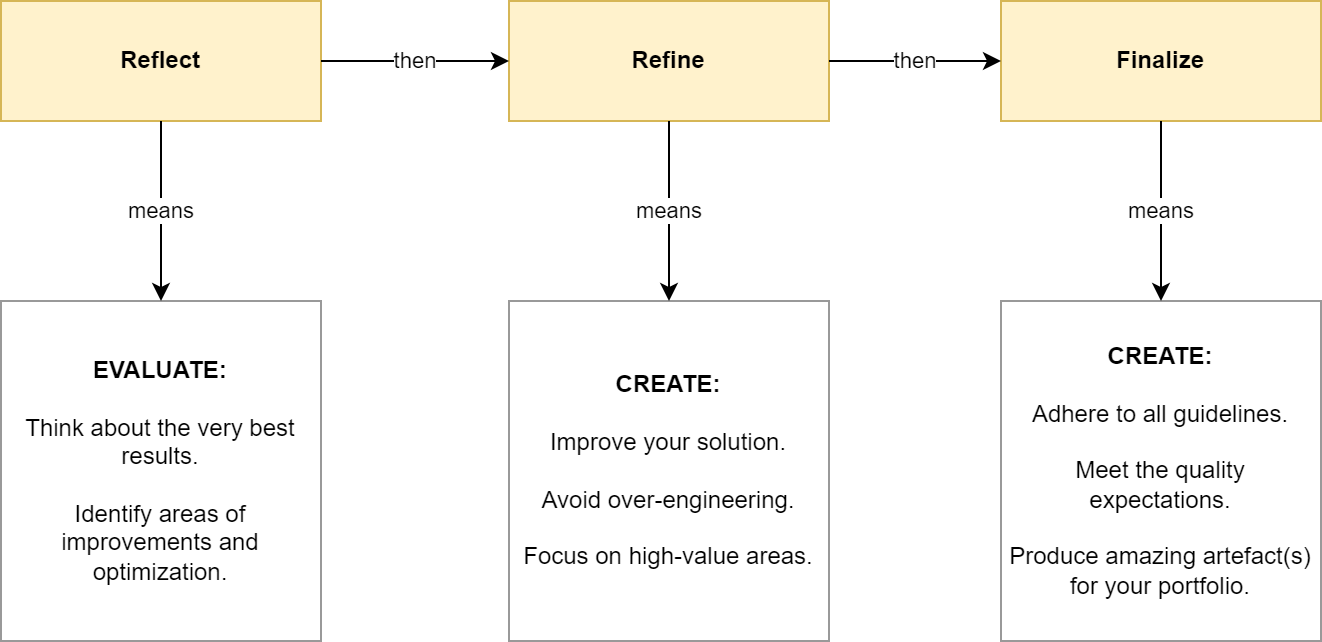 Reflect
then
Refine
then
Finalize
means
means
means
EVALUATE:
Think about the very best
results.
Identify areas of
improvements and
optimization.
CREATE:
Improve your solution.
Avoid over-engineering.
Focus on high-value areas.
CREATE:
Adhere to all guidelines.
Meet the quality
expectations.
Produce amazing artefact(s)
for your portfolio.